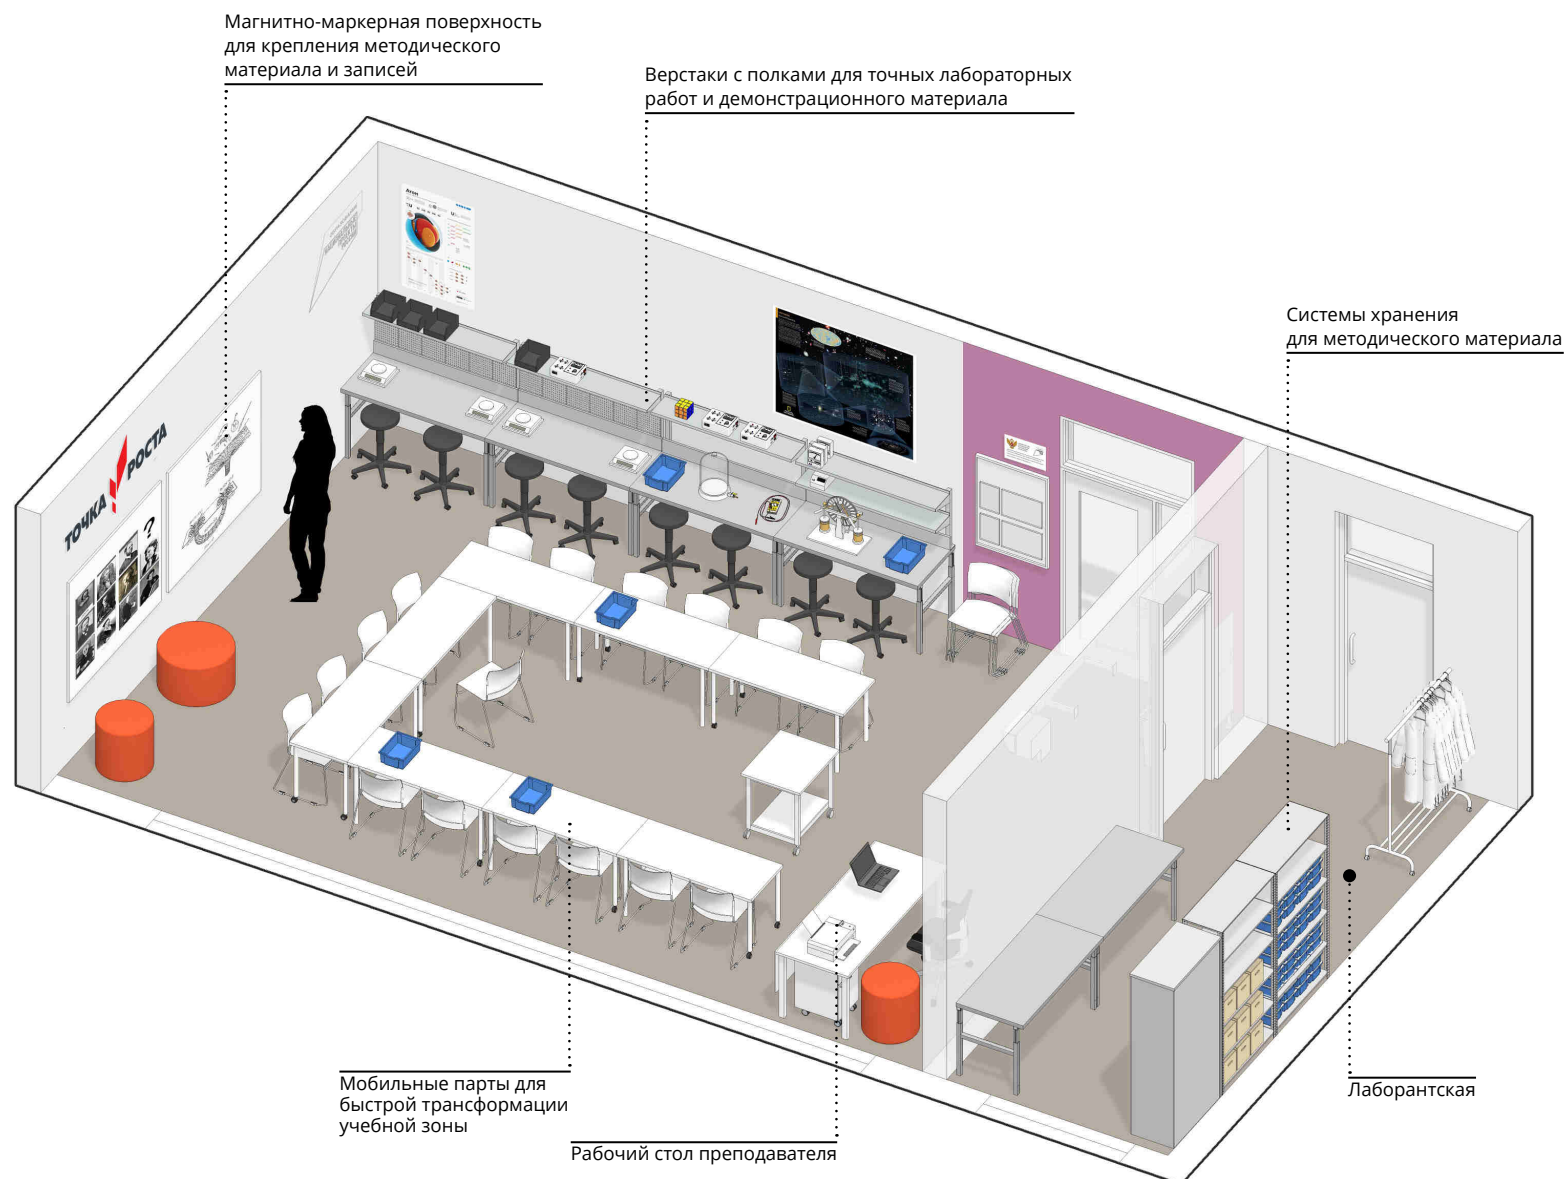 Магнитно-маркерная поверхность
для крепления методического
материала и записей
Верстаки с полками для точных лабораторных
работ и демонстрационного материала
Системы хранения
для методического материала
Атом
ТОЧКА РОСТА
?
Мобильные парты для
быстрой трансформации
учебной зоны
Рабочий стол преподавателя
Лаборантская